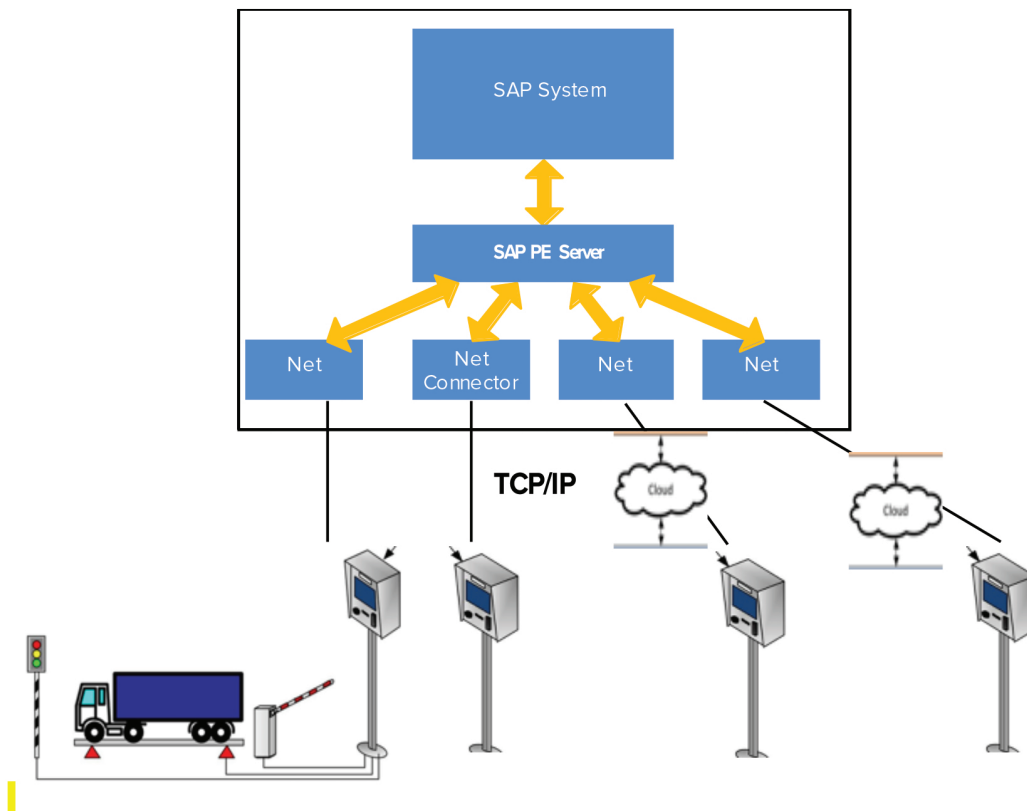 SAP System
SAP PE Server
Net
Net
Connector
Net
Net
TCP/IP
Cloud
Cloud